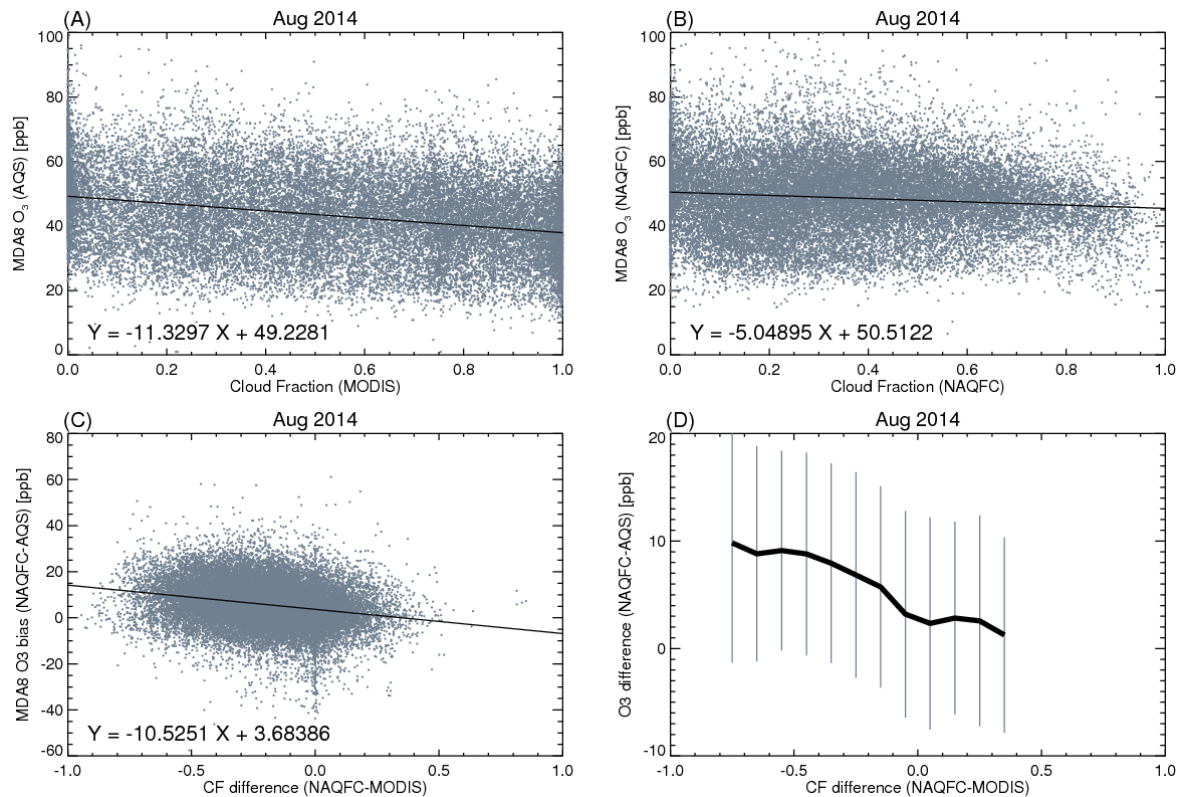 (A) Aug 2014
MDA8 O3 (AQS) [ppb]
100
80
60
40
20
0
Y = -11.3297 X + 49.2281
0.0 0.2 0.4 0.6 0.8 1.0
Cloud Fraction (MODIS)
(B) Aug 2014
MDA8 O3 (NAQFC) [ppb]
100
80
60
40
20
0
Y = -5.04895 X + 50.5122
0.0 0.2 0.4 0.6 0.8 1.0
Cloud Fraction (NAQFC)
(C) Aug 2014
MDA8 O3 bias (NAQFC-AQS) [ppb]
80
60
40
20
0
-20
-40
-60
Y = -10.5251 X + 3.68386
-1.0 -0.5 0.0 0.5 1.0
CF difference (NAQFC-MODIS)
(D) Aug 2014
O3 difference (NAQFC-AQS) [ppb]
20
10
0
-10
-1.0 -0.5 0.0 0.5 1.0
CF difference (NAQFC-MODIS)